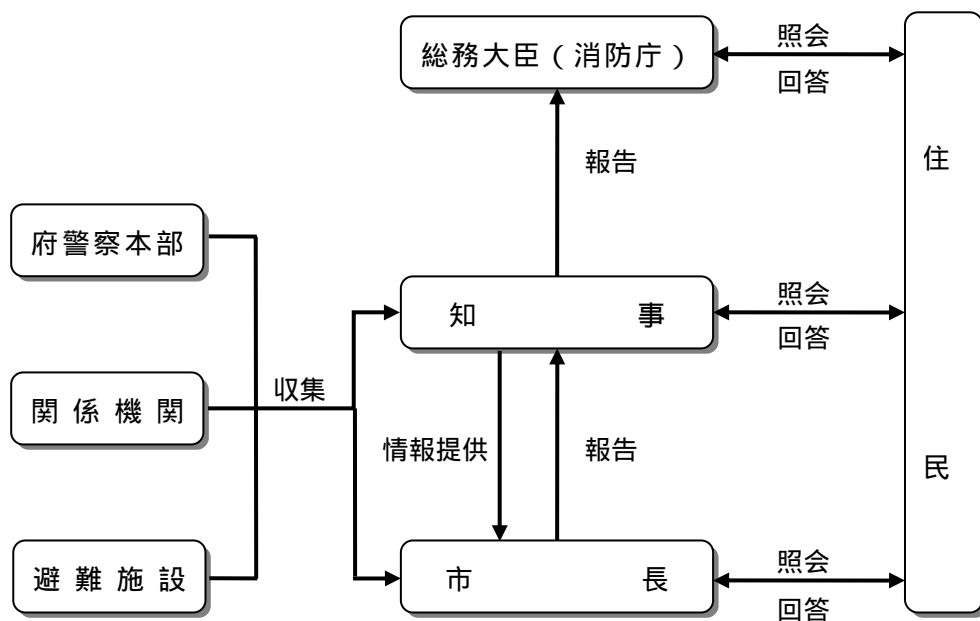 総務大臣(消防庁)
照会
回答
住民
報告
府警察本部
知事
照会
回答
関係機関
収集
情報提供
報告
避難施設
市長
照会
回答